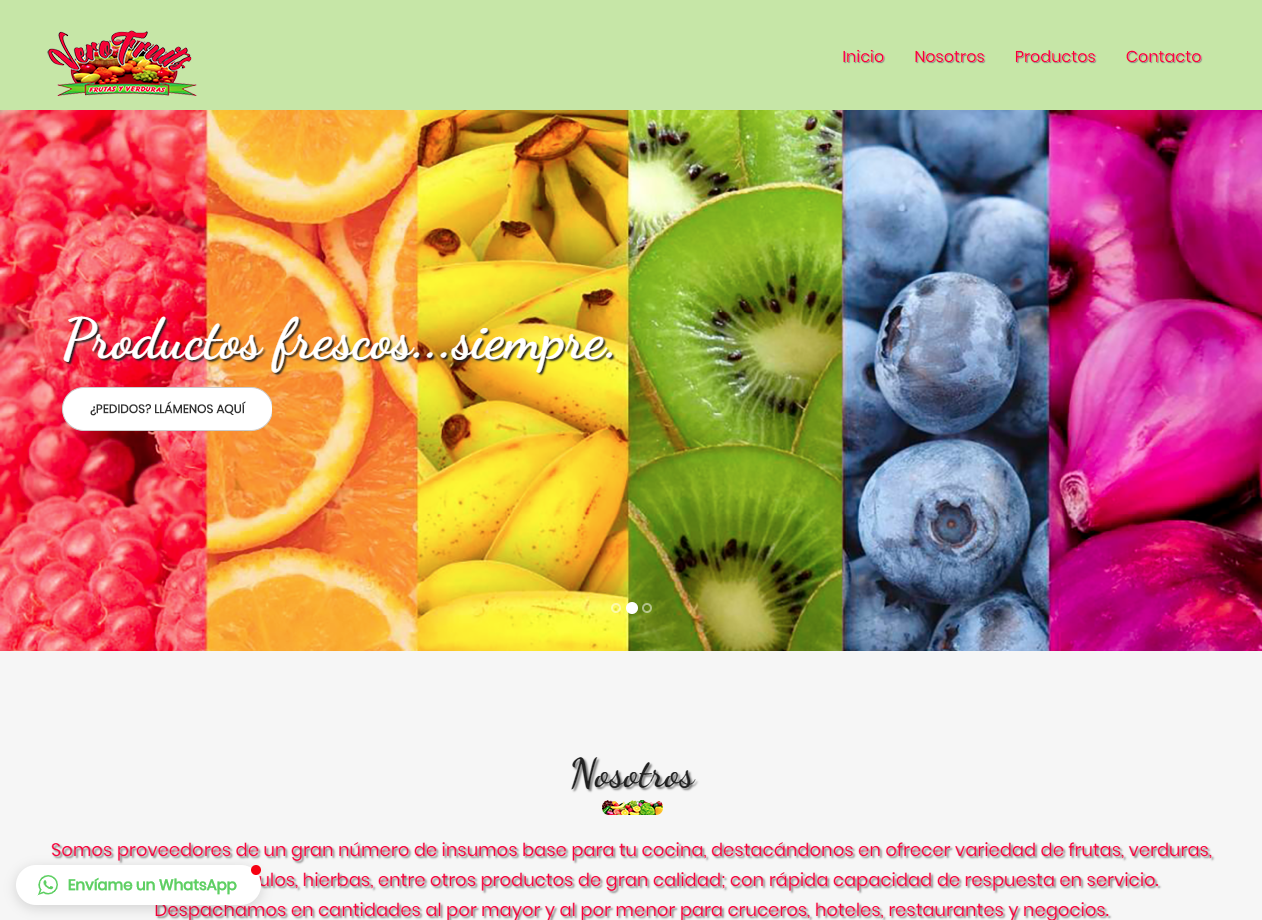 Vero Fruits
FRUTAS Y VERDURAS
Inicio Nosotros Productos Contacto
Productos frescos...siempre.
¿PEDIDOS? LLÁMENOS AQUÍ
Nosotros
Somos proveedores de un gran número de insumos base para tu cocina, destacándonos en ofrecer variedad de frutas, verduras,
hierbas, entre otros productos de gran calidad; con rápida capacidad de respuesta en servicio.
Envíame un WhatsApp
Despachamos en cantidades al por mayor y al por menor para cruceros, hoteles, restaurantes y negocios.